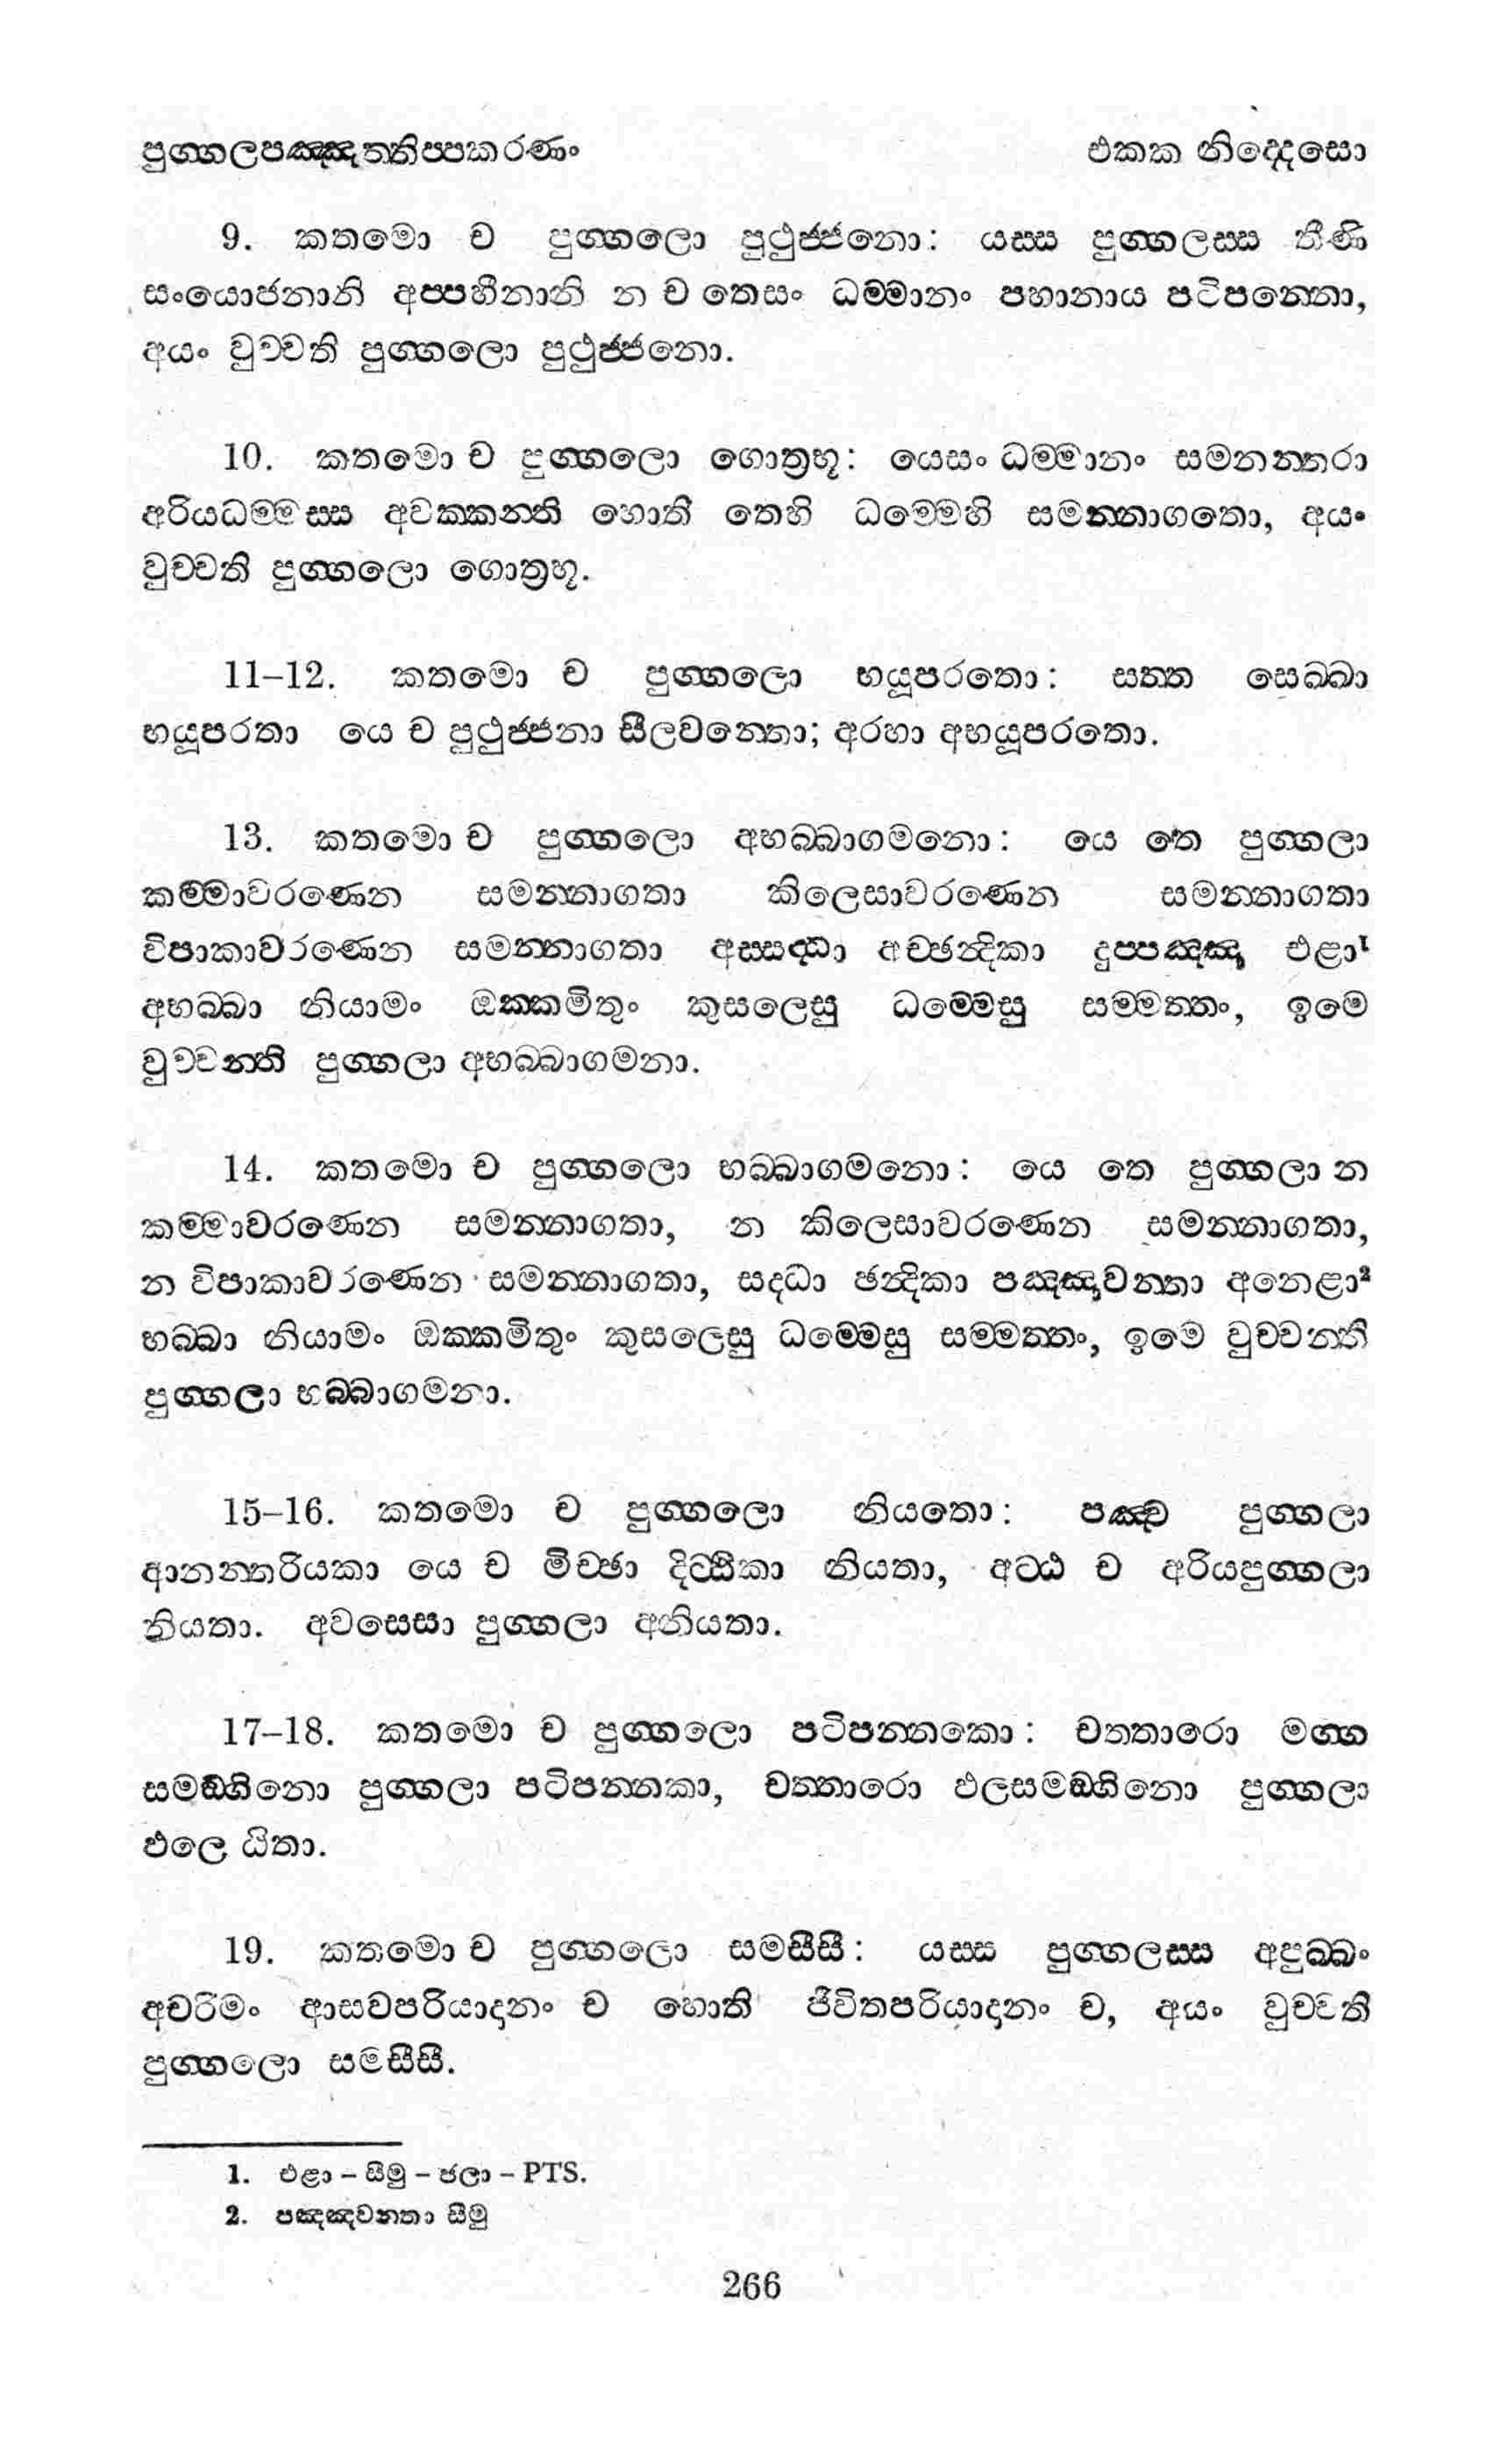 පුග්ගලපඤ්ඤත්තිප්පකරණං එකක නිද්දෙසො
9. කතමො ච පුග්ගලො පුථුජ්ජනො: යස්ස පුග්ගලස්ස තීණි
සංයොජනානි අප්පහීනානි න ච තෙසං ධම්මානං පහානාය පටිපන්නො,
අයං වුච්චති පුග්ගලො පුථුජ්ජනො.
10. කතමො ච පුග්ගලො ගොත්‍රභූ: යෙසං ධම්මානං සමනන්තරා
අරියධම්මස්ස අවක්කන්ති හොති තෙහි ධම්මෙහි සමන්නාගතො, අයං
වුච්චති පුග්ගලො ගොත්‍රභූ.
11–12. කතමො ච පුග්ගලො භයූපරතො: සත්ත සෙඛ්ඛා
භයූපරතා යෙ ච පුථුජ්ජනා සීලවන්තො; අරහා අභයූපරතො.
13. කතමො ච පුග්ගලො අභබ්බාගමනො: යෙ තෙ පුග්ගලා
කම්මාවරණෙන සමන්නාගතා කිලෙසාවරණෙන සමන්නාගතා
විපාකාවරණෙන සමන්නාගතා අස්සද්ධා අච්ඡන්දිකා දුප්පඤ්ඤා එළා¹
අභබ්බා නියාමං ඔක්කමිතුං කුසලෙසු ධම්මෙසු සම්මත්තං, ඉමෙ
වුච්චන්ති පුග්ගලා අභබ්බාගමනා.
14. කතමො ච පුග්ගලො භබ්බාගමනො: යෙ තෙ පුග්ගලා න
කම්මාවරණෙන සමන්නාගතා, න කිලෙසාවරණෙන සමන්නාගතා,
න විපාකාවරණෙන සමන්නාගතා, සද්ධා ඡන්දිකා පඤ්ඤාවන්තා අනෙළා²
භබ්බා නියාමං ඔක්කමිතුං කුසලෙසු ධම්මෙසු සම්මත්තං, ඉමෙ වුච්චන්ති
පුග්ගලා භබ්බාගමනා.
15–16. කතමො ච පුග්ගලො නියතො: පඤ්ච පුග්ගලා
ආනන්තරියකා යෙ ච මිච්ඡා දිට්ඨිකා නියතා, අට්ඨ ච අරියපුග්ගලා
නියතා. අවසෙසා පුග්ගලා අනියතා.
17–18. කතමො ච පුග්ගලො පටිපන්නකො: චත්තාරො මග්ග
සමඞ්ගිනො පුග්ගලා පටිපන්නකා, චත්තාරො ඵලසමඞ්ගිනො පුග්ගලා
ඵලෙ ඨිතා.
19. කතමො ච පුග්ගලො සමසීසී: යස්ස පුග්ගලස්ස අපුබ්බං
අචරිමං ආසවපරියාදානං ච හොති ජීවිතපරියාදානං ච, අයං වුච්චති
පුග්ගලො සමසීසී.
1. එළා – සීමු – ජලා – PTS.
2. පඤ්ඤවනතා සීමු
266